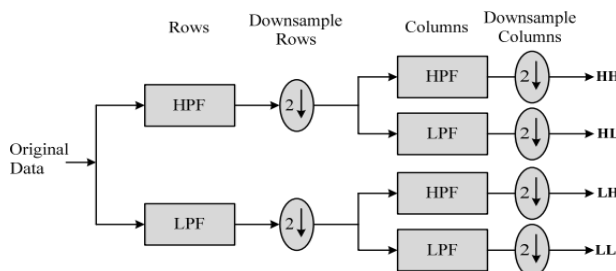 Rows
Downsample
Rows
Columns
Downsample
Columns
Original
Data
HPF
2
HPF
2
HH
LPF
2
HL
LPF
2
HPF
2
LH
LPF
2
LL